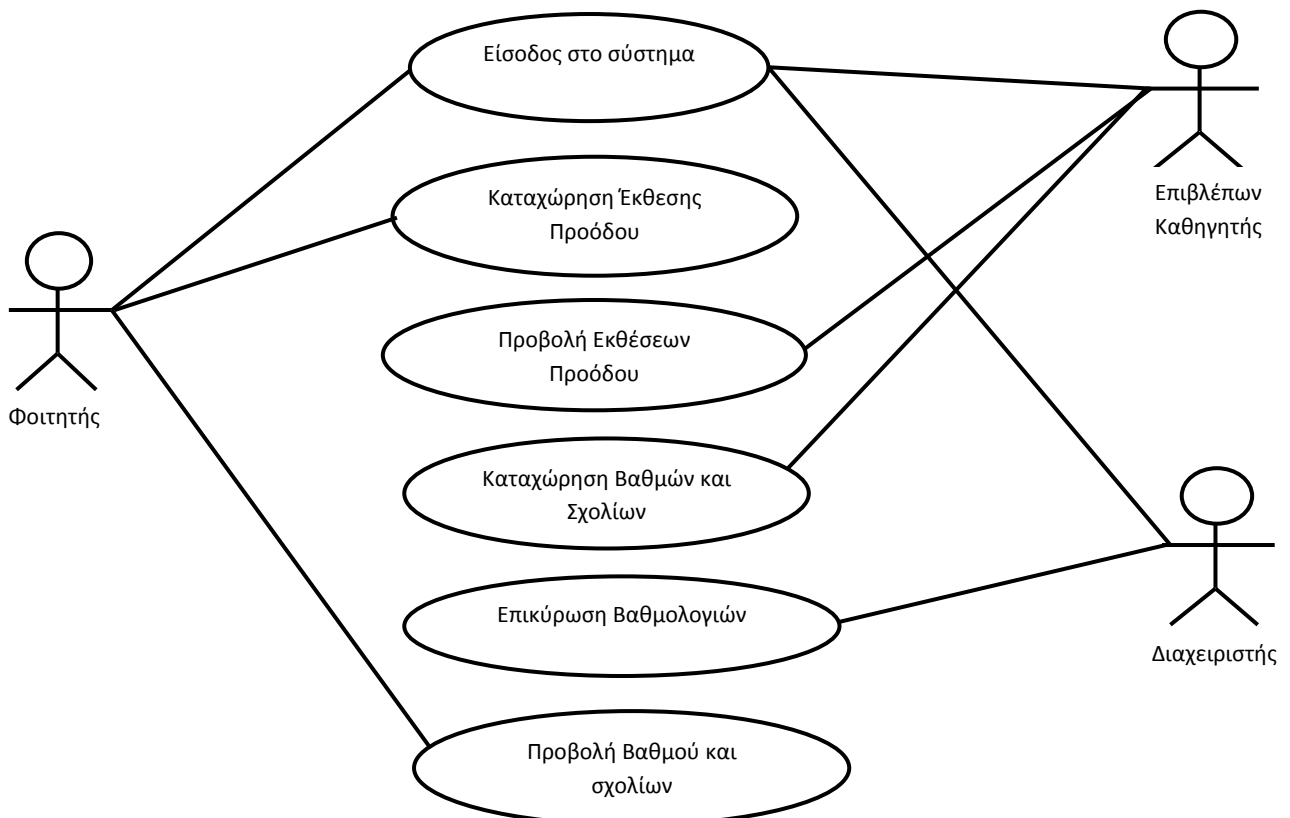 Είσοδος στο σύστημα
Επιβλέπων
Καθηγητής
Καταχώρηση Έκθεσης
Προόδου
Προβολή Εκθέσεων
Προόδου
Φοιτητής
Καταχώρηση Βαθμών και
Σχολίων
Επικύρωση Βαθμολογιών
Διαχειριστής
Προβολή Βαθμού και
σχολίων